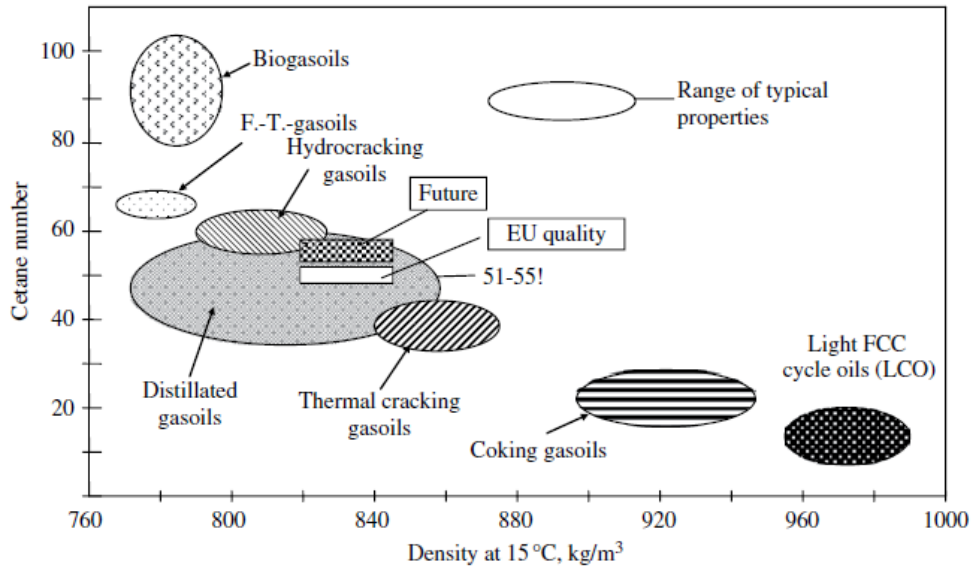 100
80
60
40
20
Cetane number
Biogasoils
F.-T.-gasoils
Hydrocracking
gasoils
Range of typical
properties
Future
EU quality
51-55!
Distillated
gasoils
Thermal cracking
gasoils
Coking gasoils
Light FCC
cycle oils (LCO)
760 800 840 880 920 960 1000
Density at 15 °C, kg/m³